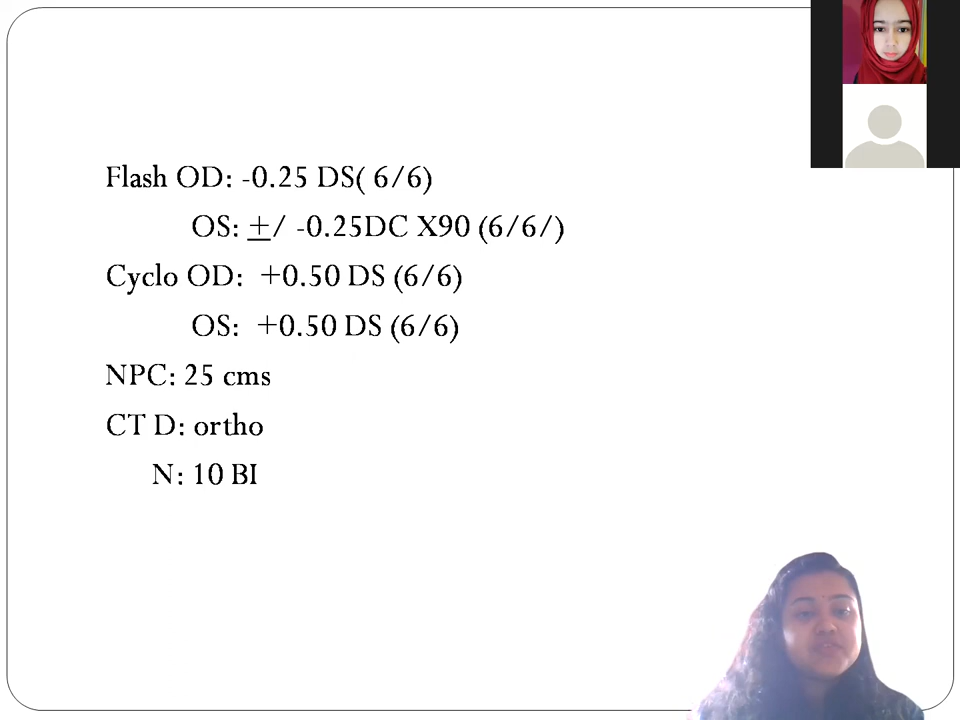 Flash OD: -0.25 DS( 6/6)
OS: ±/ -0.25DC X90 (6/6/)
Cyclo OD: +0.50 DS (6/6)
OS: +0.50 DS (6/6)
NPC: 25 cms
CT D: ortho
N: 10 BI